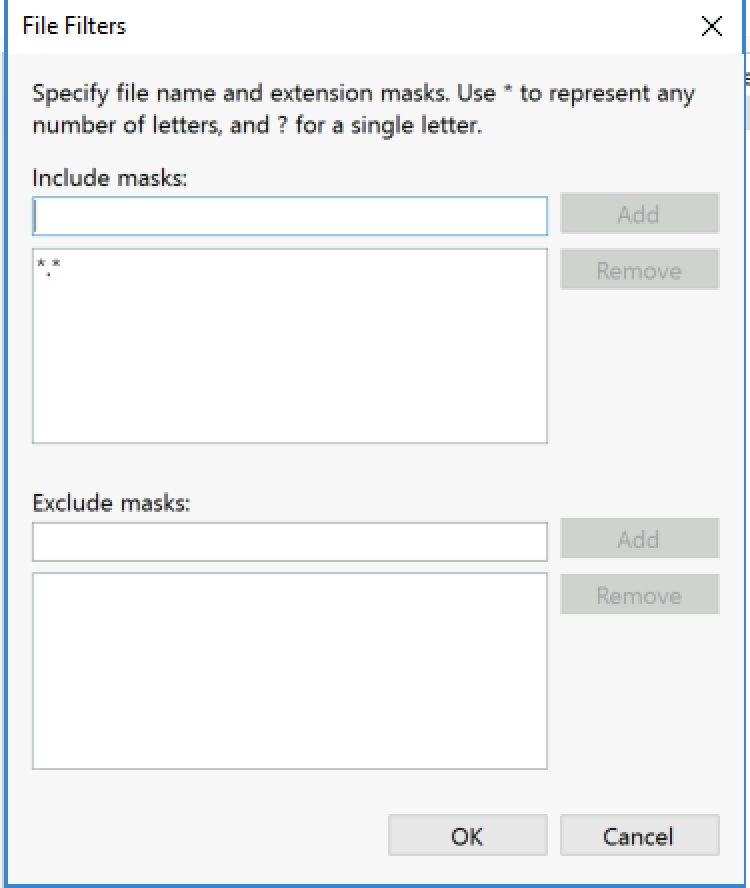 File Filters
Specify file name and extension masks. Use * to represent any
number of letters, and ? for a single letter.
Include masks:
Add
*.*
Remove
Exclude masks:
Add
Remove
OK
Cancel